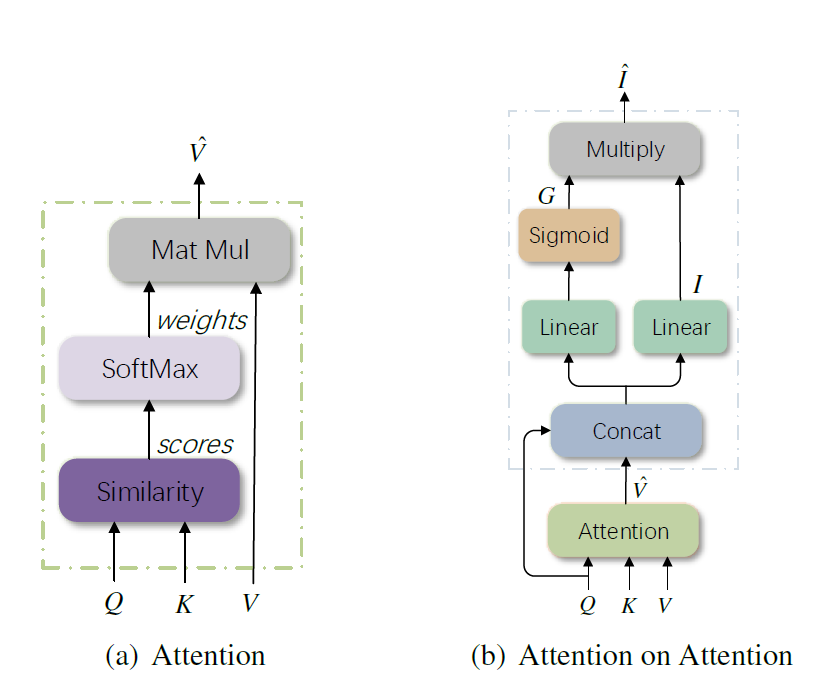 V̂
Mat Mul
weights
SoftMax
scores
Similarity
Q K V
(a) Attention
Î
Multiply
G
Sigmoid
I
Linear Linear
Concat
V̂
Attention
Q K V
(b) Attention on Attention